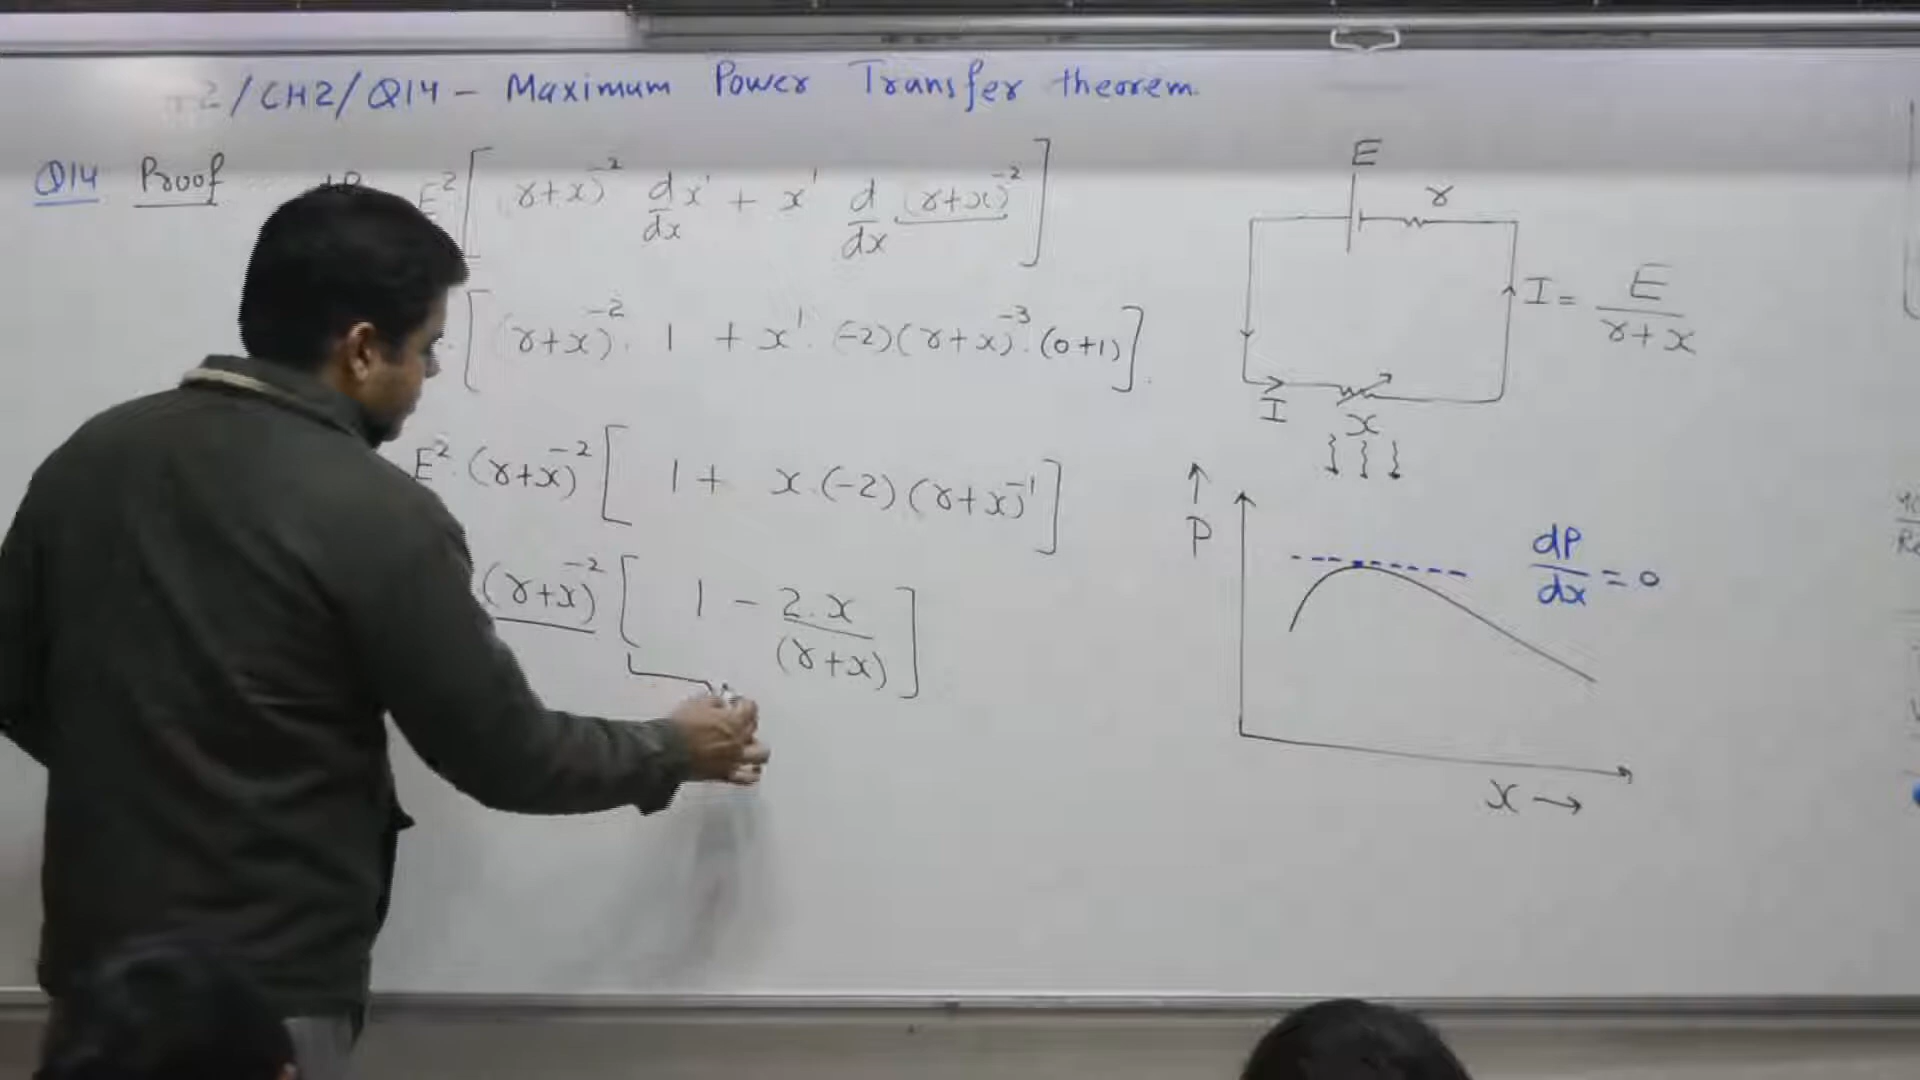 2/CH2/Q14 - Maximum Power Transfer theorem.
Q14 Proof
E² [ r+x)⁻² d/dx x¹ + x¹ d/dx (r+x)⁻² ]
[ (r+x)⁻² . 1 + x¹ . (-2)(r+x)⁻³ . (0+1) ] .
E² . (r+x)⁻² [ 1 + x . (-2) (r+x)⁻¹ ]
(r+x)⁻² [ 1 - 2.x/(r+x) ]
E
r
I = E/(r+x)
I
x
↑
P
dP/dx = 0
x →